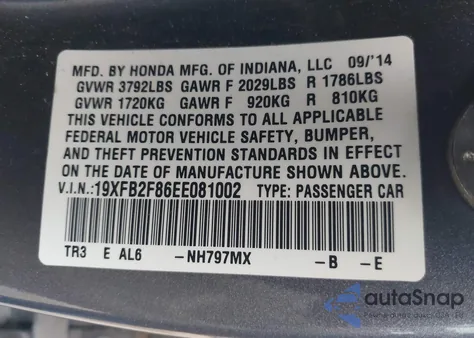 MFD. BY HONDA MFG. OF INDIANA, LLC 09/'14
GVWR 3792LBS GAWR F 2029LBS R 1786LBS
GVWR 1720KG GAWR F 920KG R 810KG
THIS VEHICLE CONFORMS TO ALL APPLICABLE
FEDERAL MOTOR VEHICLE SAFETY, BUMPER,
AND THEFT PREVENTION STANDARDS IN EFFECT
ON THE DATE OF MANUFACTURE SHOWN ABOVE.
V.I.N.:19XFB2F86EE081002 TYPE: PASSENGER CAR
TR3 E AL6 -NH797MX -B -E
autoSnap